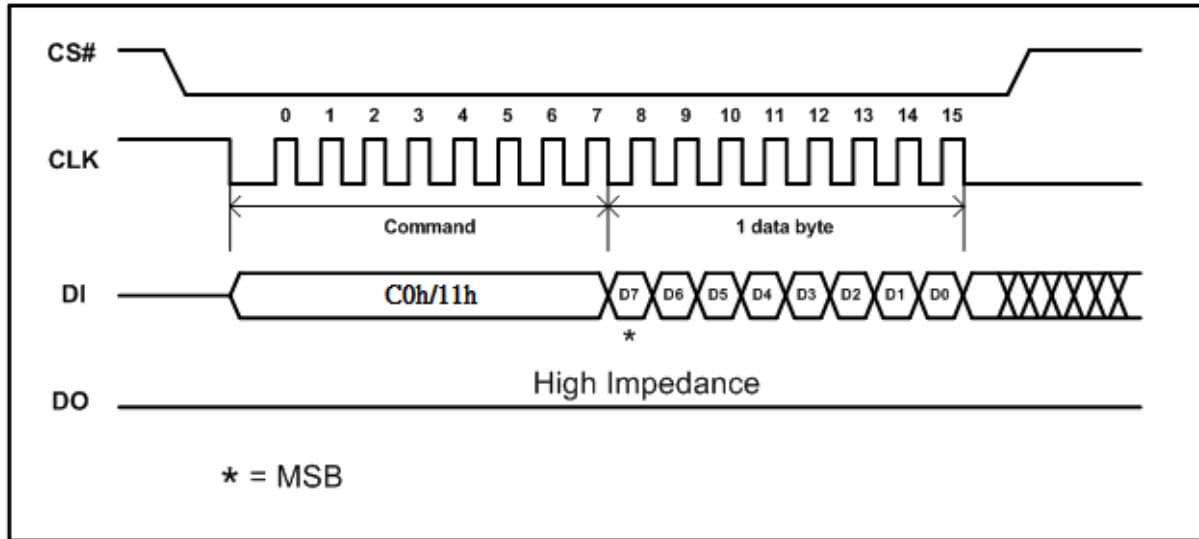 CS#
0 1 2 3 4 5 6 7 8 9 10 11 12 13 14 15
CLK
Command 1 data byte
DI C0h/11h D7 D6 D5 D4 D3 D2 D1 D0
*
High Impedance
DO
* = MSB